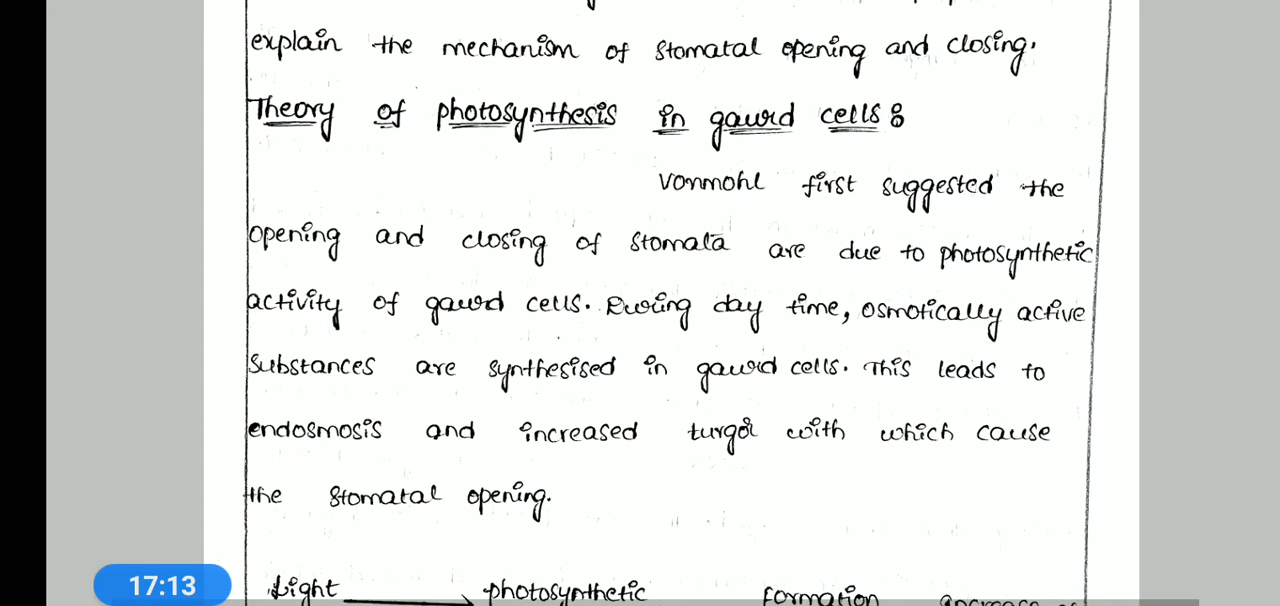 explain the mechanism of stomatal opening and closing.
Theory of photosynthesis in gaurd cells :
vonmohl first suggested the
opening and closing of stomata are due to photosynthetic
activity of gaurd cells. During day time, osmotically active
substances are synthesised in gaurd cells. This leads to
endosmosis and increased turgor with which cause
the stomatal opening.
Light photosynthetic formation increase of
17:13